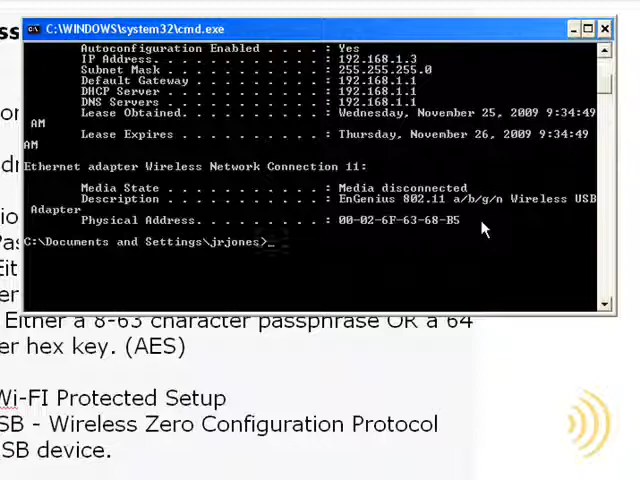 ss
C:\WINDOWS\system32\cmd.exe
Autoconfiguration Enabled . . . . : Yes
IP Address. . . . . . . . . . . . : 192.168.1.3
Subnet Mask . . . . . . . . . . . : 255.255.255.0
Default Gateway . . . . . . . . . : 192.168.1.1
DHCP Server . . . . . . . . . . . : 192.168.1.1
DNS Servers . . . . . . . . . . . : 192.168.1.1
Lease Obtained. . . . . . . . . . : Wednesday, November 25, 2009 9:34:49
AM
Lease Expires . . . . . . . . . . : Thursday, November 26, 2009 9:34:49
AM
Ethernet adapter Wireless Network Connection 11:
Media State . . . . . . . . . . . : Media disconnected
Description . . . . . . . . . . . : EnGenius 802.11 a/b/g/n Wireless USB
Adapter
Physical Address. . . . . . . . . : 00-02-6F-63-68-B5
C:\Documents and Settings\jrjones>_
Either a 8-63 character passphrase OR a 64
er hex key. (AES)
Wi-FI Protected Setup
SB - Wireless Zero Configuration Protocol
SB device.